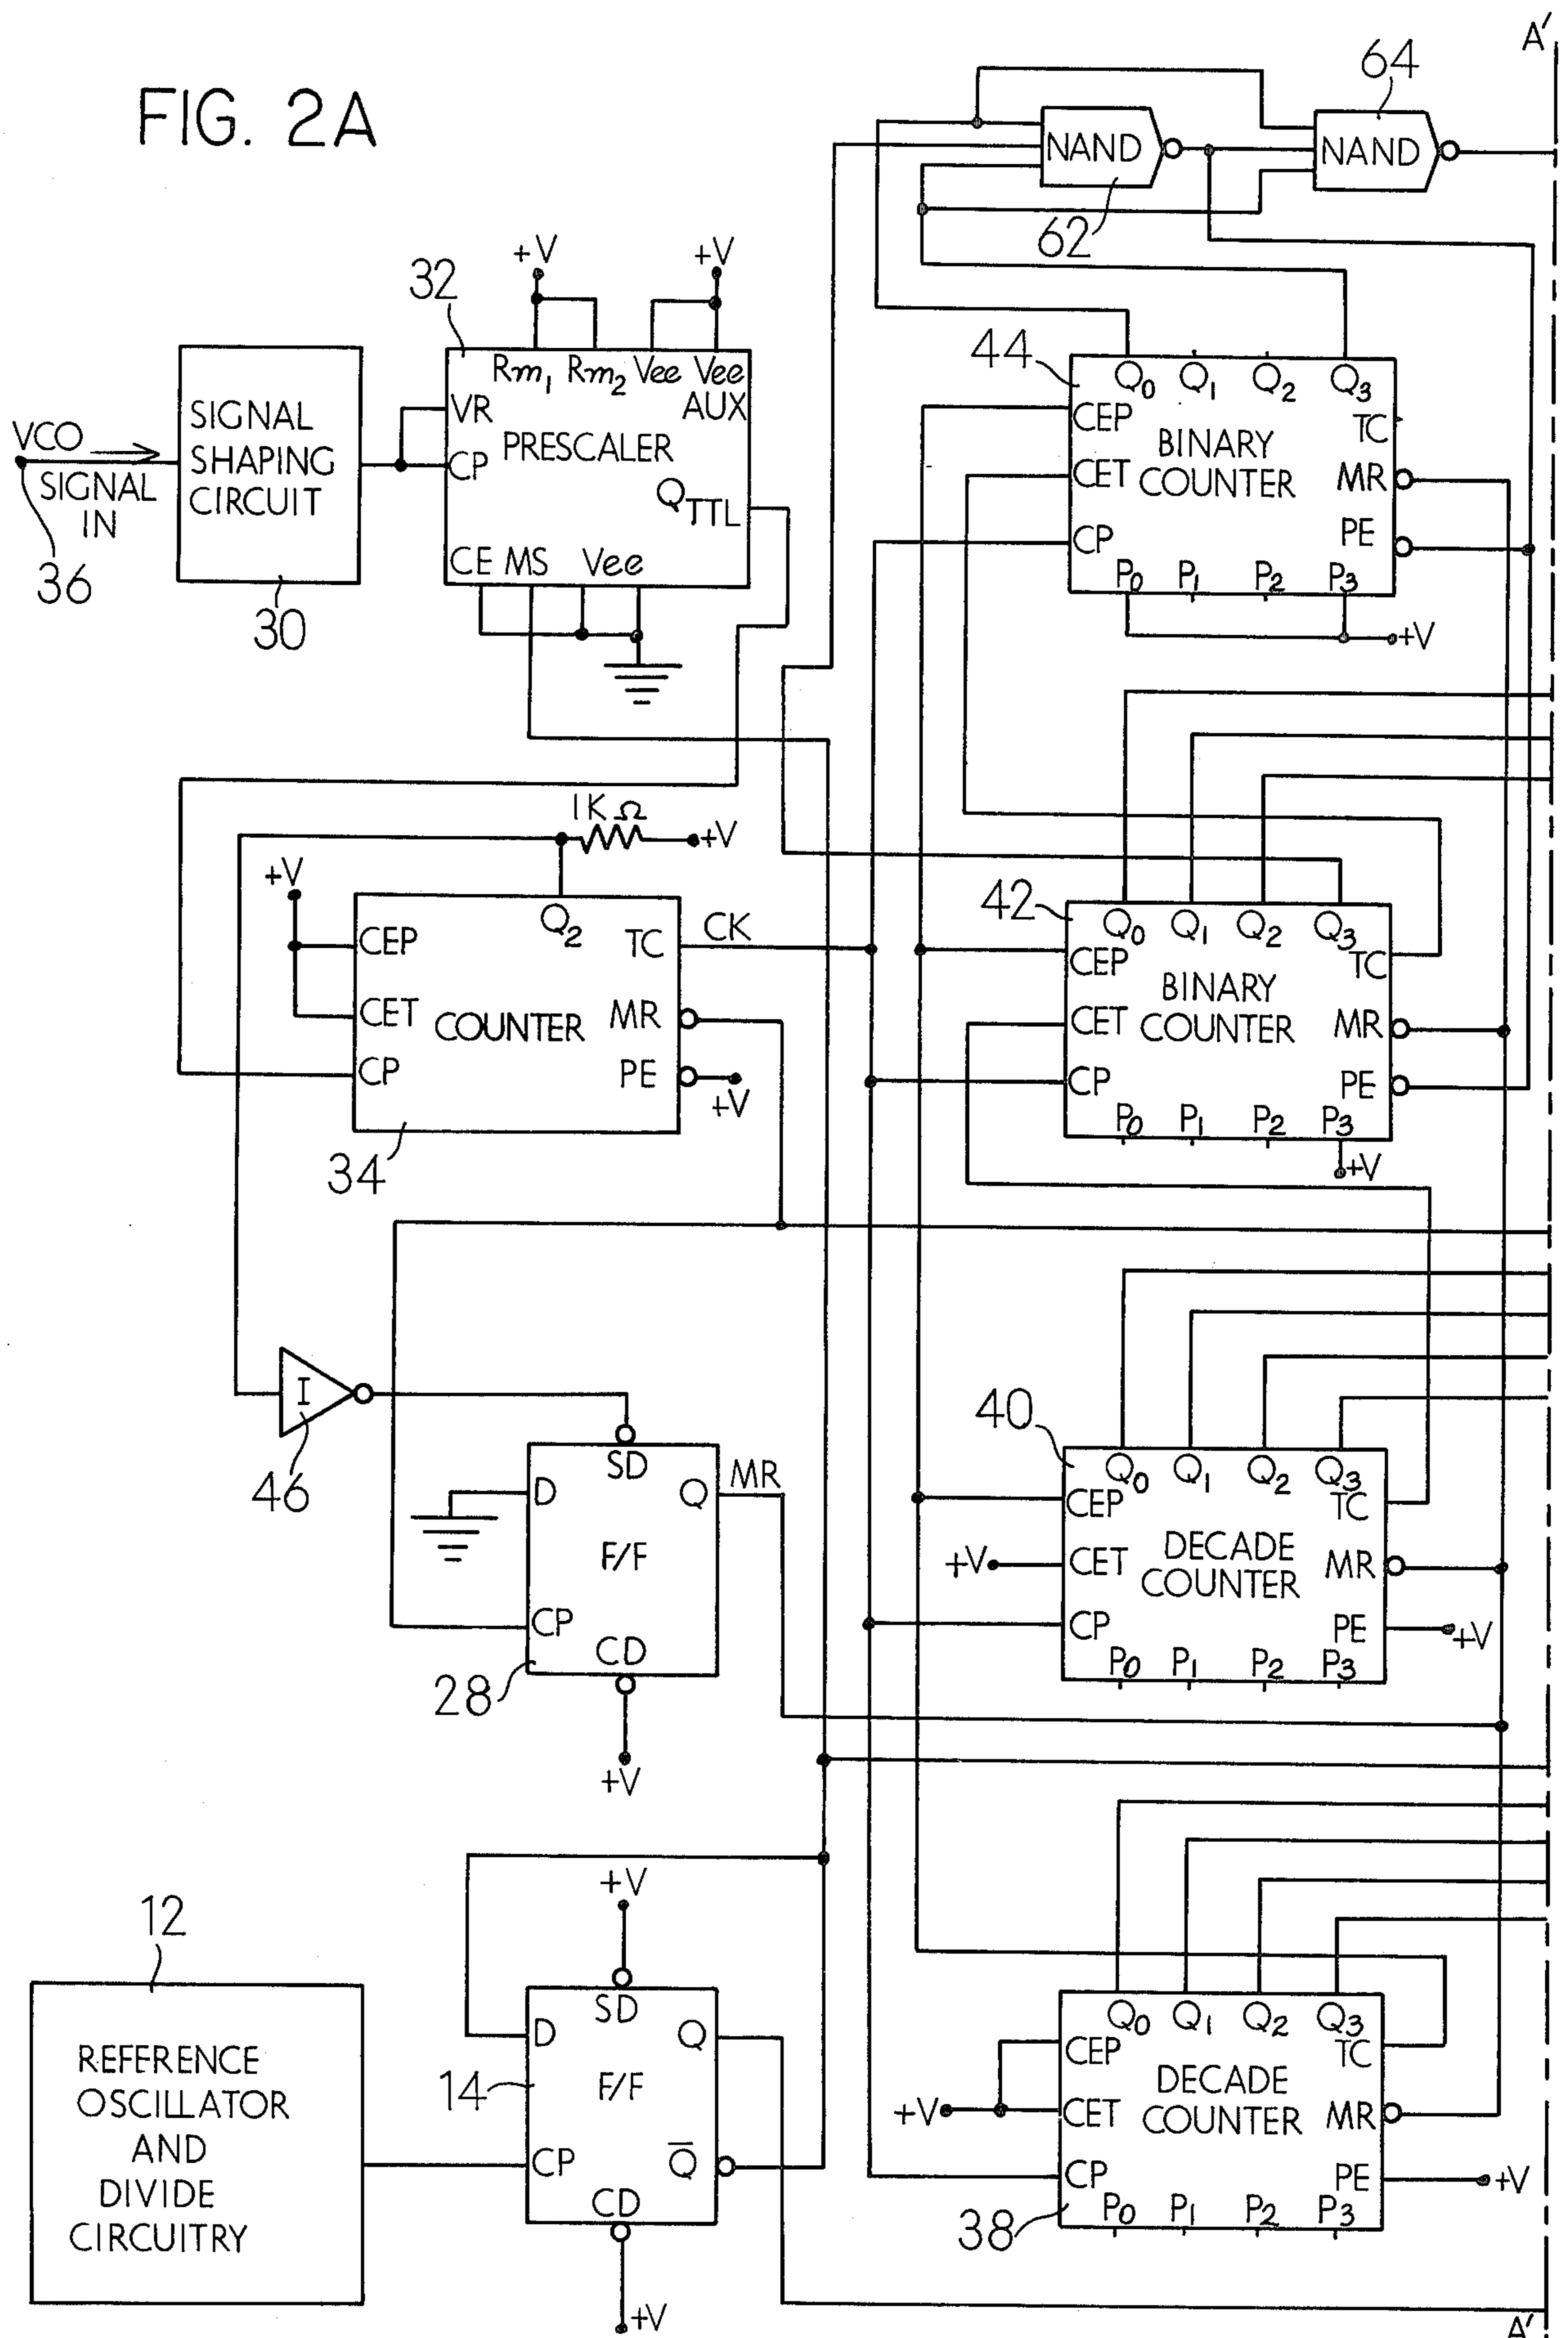 FIG. 2A
A'
64
NAND
NAND
62
+V
+V
32
Rm1 Rm2 Vee Vee
AUX
VR
PRESCALER
CP
QTTL
CE MS Vee
VCO
SIGNAL
IN
36
SIGNAL
SHAPING
CIRCUIT
30
44
Q0 Q1 Q2 Q3
CEP
TC
BINARY
COUNTER
CET
MR
CP
PE
P0 P1 P2 P3
+V
1K Ω
+V
+V
Q2
CEP
TC
CK
CET
COUNTER
MR
CP
PE
+V
34
42
Q0 Q1 Q2 Q3
CEP
TC
BINARY
COUNTER
CET
MR
CP
PE
P0 P1 P2 P3
+V
I
46
SD
D
Q
MR
F/F
CP
CD
28
+V
40
Q0 Q1 Q2 Q3
CEP
TC
+V
CET
DECADE
COUNTER
MR
CP
PE
+V
P0 P1 P2 P3
12
REFERENCE
OSCILLATOR
AND
DIVIDE
CIRCUITRY
+V
SD
D
Q
14
F/F
CP
Q̅
CD
+V
Q0 Q1 Q2 Q3
CEP
TC
+V
CET
DECADE
COUNTER
MR
CP
PE
+V
38
P0 P1 P2 P3
A'